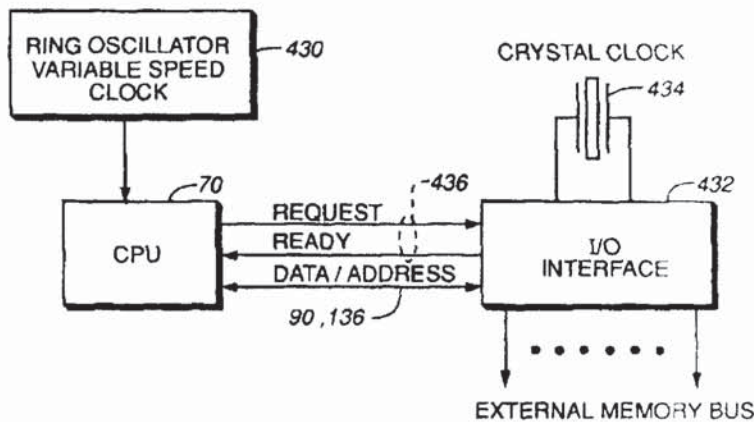 RING OSCILLATOR
VARIABLE SPEED
CLOCK
430
CRYSTAL CLOCK
434
70
CPU
REQUEST
READY
DATA / ADDRESS
436
90 , 136
432
I/O
INTERFACE
EXTERNAL MEMORY BUS